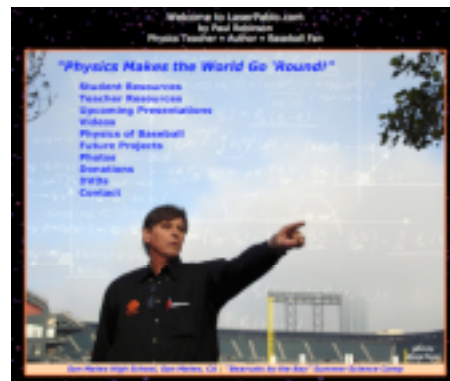 Welcome to LaserPablo.com
by Paul Robinson
Physics Teacher • Author • Baseball Fan
"Physics Makes the World Go 'Round!"
Student Resources
Teacher Resources
Upcoming Presentations
Videos
Physics of Baseball
Future Projects
Photos
Donations
DVDs
Contact
San Mateo High School, San Mateo, CA | "Exploratorium by the Bay" Summer Science Camp